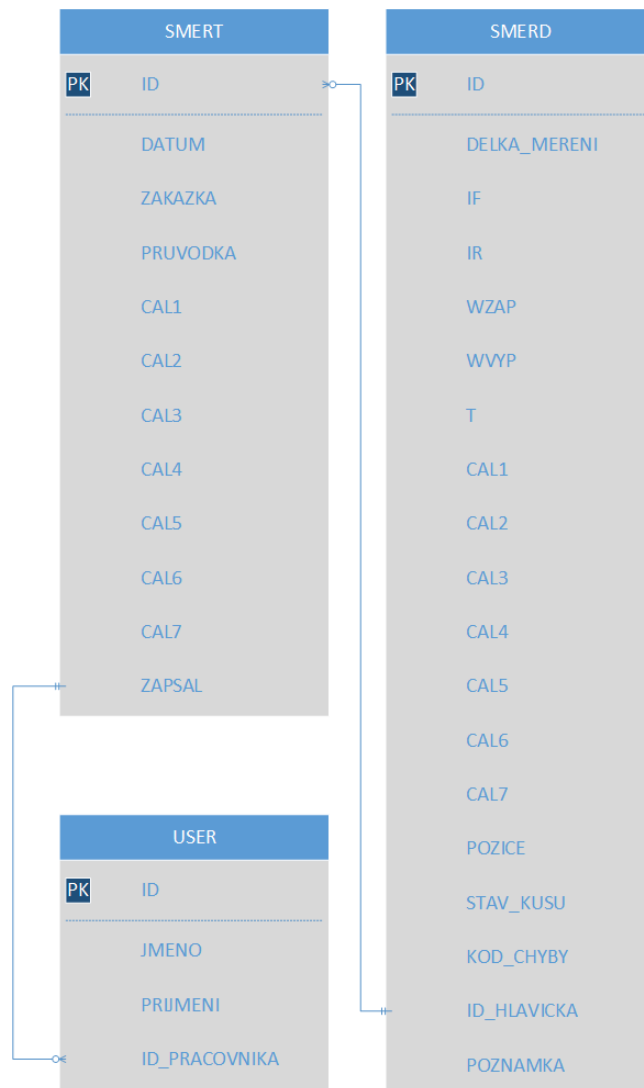 SMERT
PK ID
DATUM
ZAKAZKA
PRUVODKA
CAL1
CAL2
CAL3
CAL4
CAL5
CAL6
CAL7
ZAPSAL
USER
PK ID
JMENO
PRIJMENI
ID_PRACOVNIKA
SMERD
PK ID
DELKA_MERENI
IF
IR
WZAP
WVYP
T
CAL1
CAL2
CAL3
CAL4
CAL5
CAL6
CAL7
POZICE
STAV_KUSU
KOD_CHYBY
ID_HLAVICKA
POZNAMKA